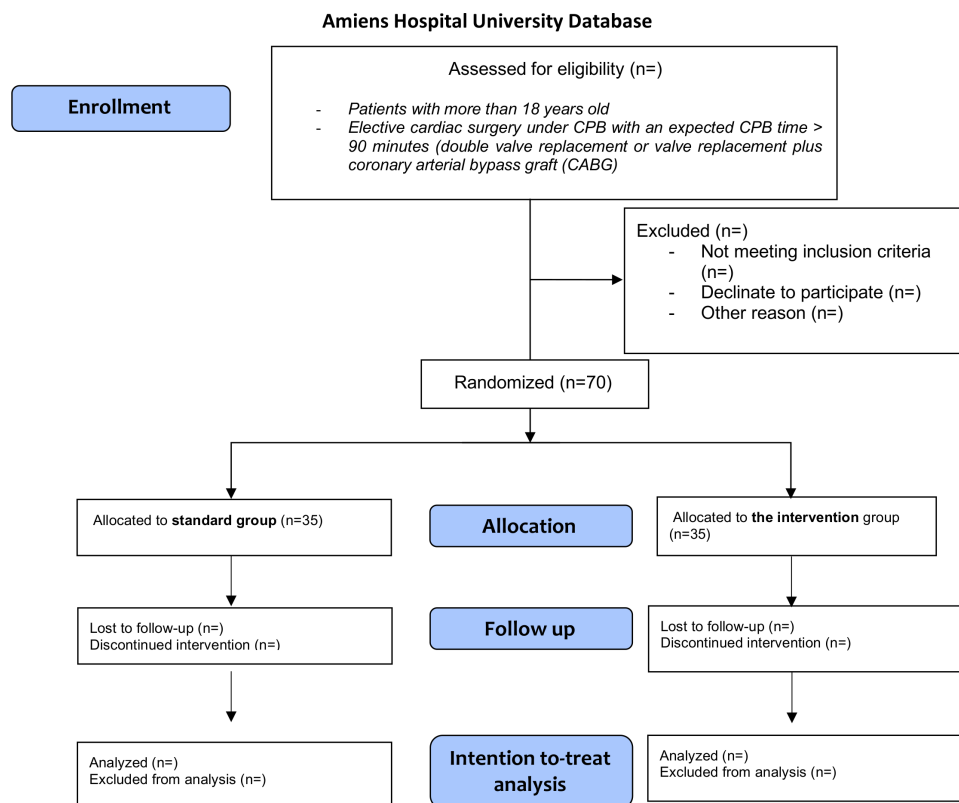 Amiens Hospital University Database
Assessed for eligibility (n=)
- Patients with more than 18 years old
- Elective cardiac surgery under CPB with an expected CPB time >
90 minutes (double valve replacement or valve replacement plus
coronary arterial bypass graft (CABG)
Enrollment
Excluded (n=)
- Not meeting inclusion criteria
(n=)
- Declinate to participate (n=)
- Other reason (n=)
Randomized (n=70)
Allocated to standard group (n=35)
Allocation
Allocated to the intervention group
(n=35)
Lost to follow-up (n=)
Discontinued intervention (n=)
Follow up
Lost to follow-up (n=)
Discontinued intervention (n=)
Analyzed (n=)
Excluded from analysis (n=)
Intention to-treat
analysis
Analyzed (n=)
Excluded from analysis (n=)